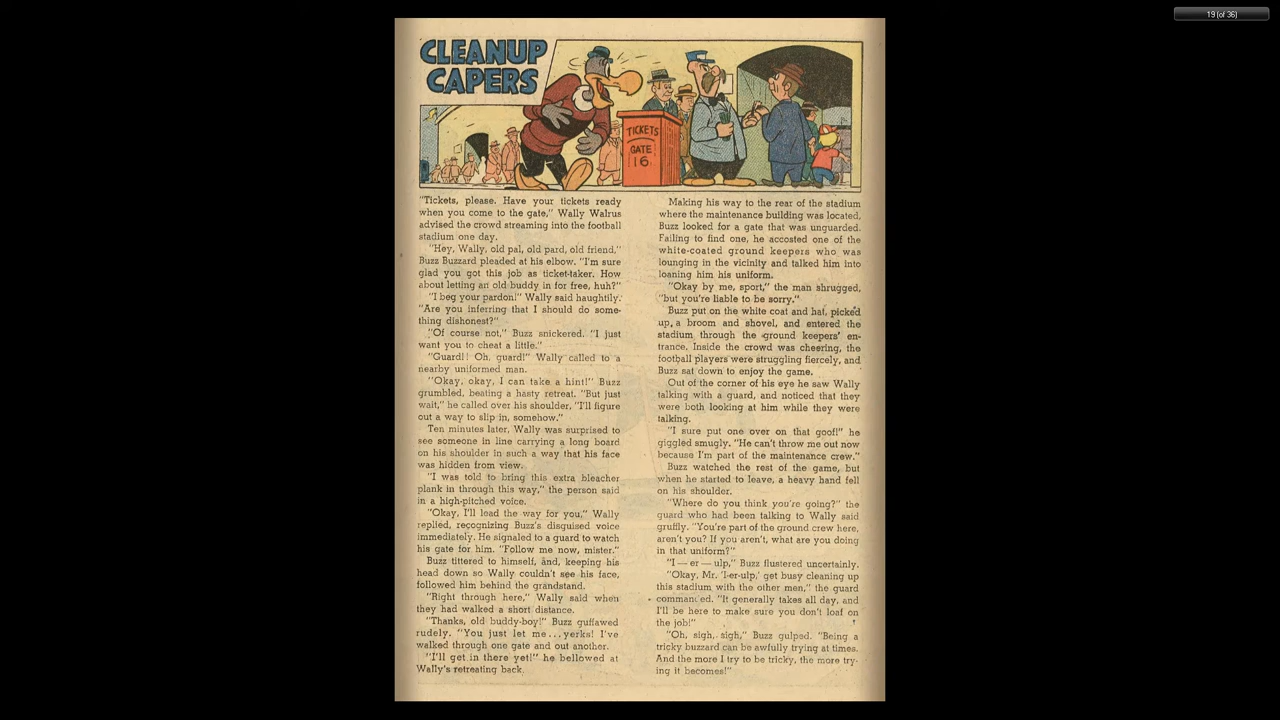 19 (of 36)
CLEANUP
CAPERS
TICKETS
GATE
16
"Tickets, please. Have your tickets ready
when you come to the gate," Wally Walrus
advised the crowd streaming into the football
stadium one day.
"Hey, Wally, old pal, old pard, old friend,"
Buzz Buzzard pleaded at his elbow. "I'm sure
glad you got this job as ticket-taker. How
about letting an old buddy in for free, huh?"
"I beg your pardon!" Wally said haughtily.
"Are you inferring that I should do some-
thing dishonest?"
"Of course not," Buzz snickered. "I just
want you to cheat a little."
"Guard! Oh, guard!" Wally called to a
nearby uniformed man.
"Okay, okay, I can take a hint!" Buzz
grumbled, beating a hasty retreat. "But just
wait," he called over his shoulder, "I'll figure
out a way to slip in, somehow."
Ten minutes later, Wally was surprised to
see someone in line carrying a long board
on his shoulder in such a way that his face
was hidden from view.
"I was told to bring this extra bleacher
plank in through this way," the person said
in a high-pitched voice.
"Okay, I'll lead the way for you," Wally
replied, recognizing Buzz's disguised voice
immediately. He signaled to a guard to watch
his gate for him. "Follow me now, mister."
Buzz tittered to himself, and, keeping his
head down so Wally couldn't see his face,
followed him behind the grandstand.
"Right through here," Wally said when
they had walked a short distance.
"Thanks, old buddy-boy!" Buzz guffawed
rudely. "You just let me...yerks! I've
walked through one gate and out another.
"I'll get in there yet!" he bellowed at
Wally's retreating back.
Making his way to the rear of the stadium
where the maintenance building was located,
Buzz looked for a gate that was unguarded.
Failing to find one, he accosted one of the
white-coated ground keepers who was
lounging in the vicinity and talked him into
loaning him his uniform.
"Okay by me, sport," the man shrugged,
"but you're liable to be sorry."
Buzz put on the white coat and hat, picked
up a broom and shovel, and entered the
stadium through the ground keepers' en-
trance. Inside the crowd was cheering, the
football players were struggling fiercely, and
Buzz sat down to enjoy the game.
Out of the corner of his eye he saw Wally
talking with a guard, and noticed that they
were both looking at him while they were
talking.
"I sure put one over on that goof!" he
giggled smugly. "He can't throw me out now
because I'm part of the maintenance crew."
Buzz watched the rest of the game, but
when he started to leave, a heavy hand fell
on his shoulder.
"Where do you think you're going?" the
guard who had been talking to Wally said
gruffly. "You're part of the ground crew here,
aren't you? If you aren't, what are you doing
in that uniform?"
"I — er — ulp," Buzz flustered uncertainly.
"Okay, Mr. 'I-er-ulp,' get busy cleaning up
this stadium with the other men," the guard
commanded. "It generally takes all day, and
I'll be here to make sure you don't loaf on
the job!"
"Oh, sigh, sigh," Buzz gulped. "Being a
tricky buzzard can be awfully trying at times.
And the more I try to be tricky, the more try-
ing it becomes!"